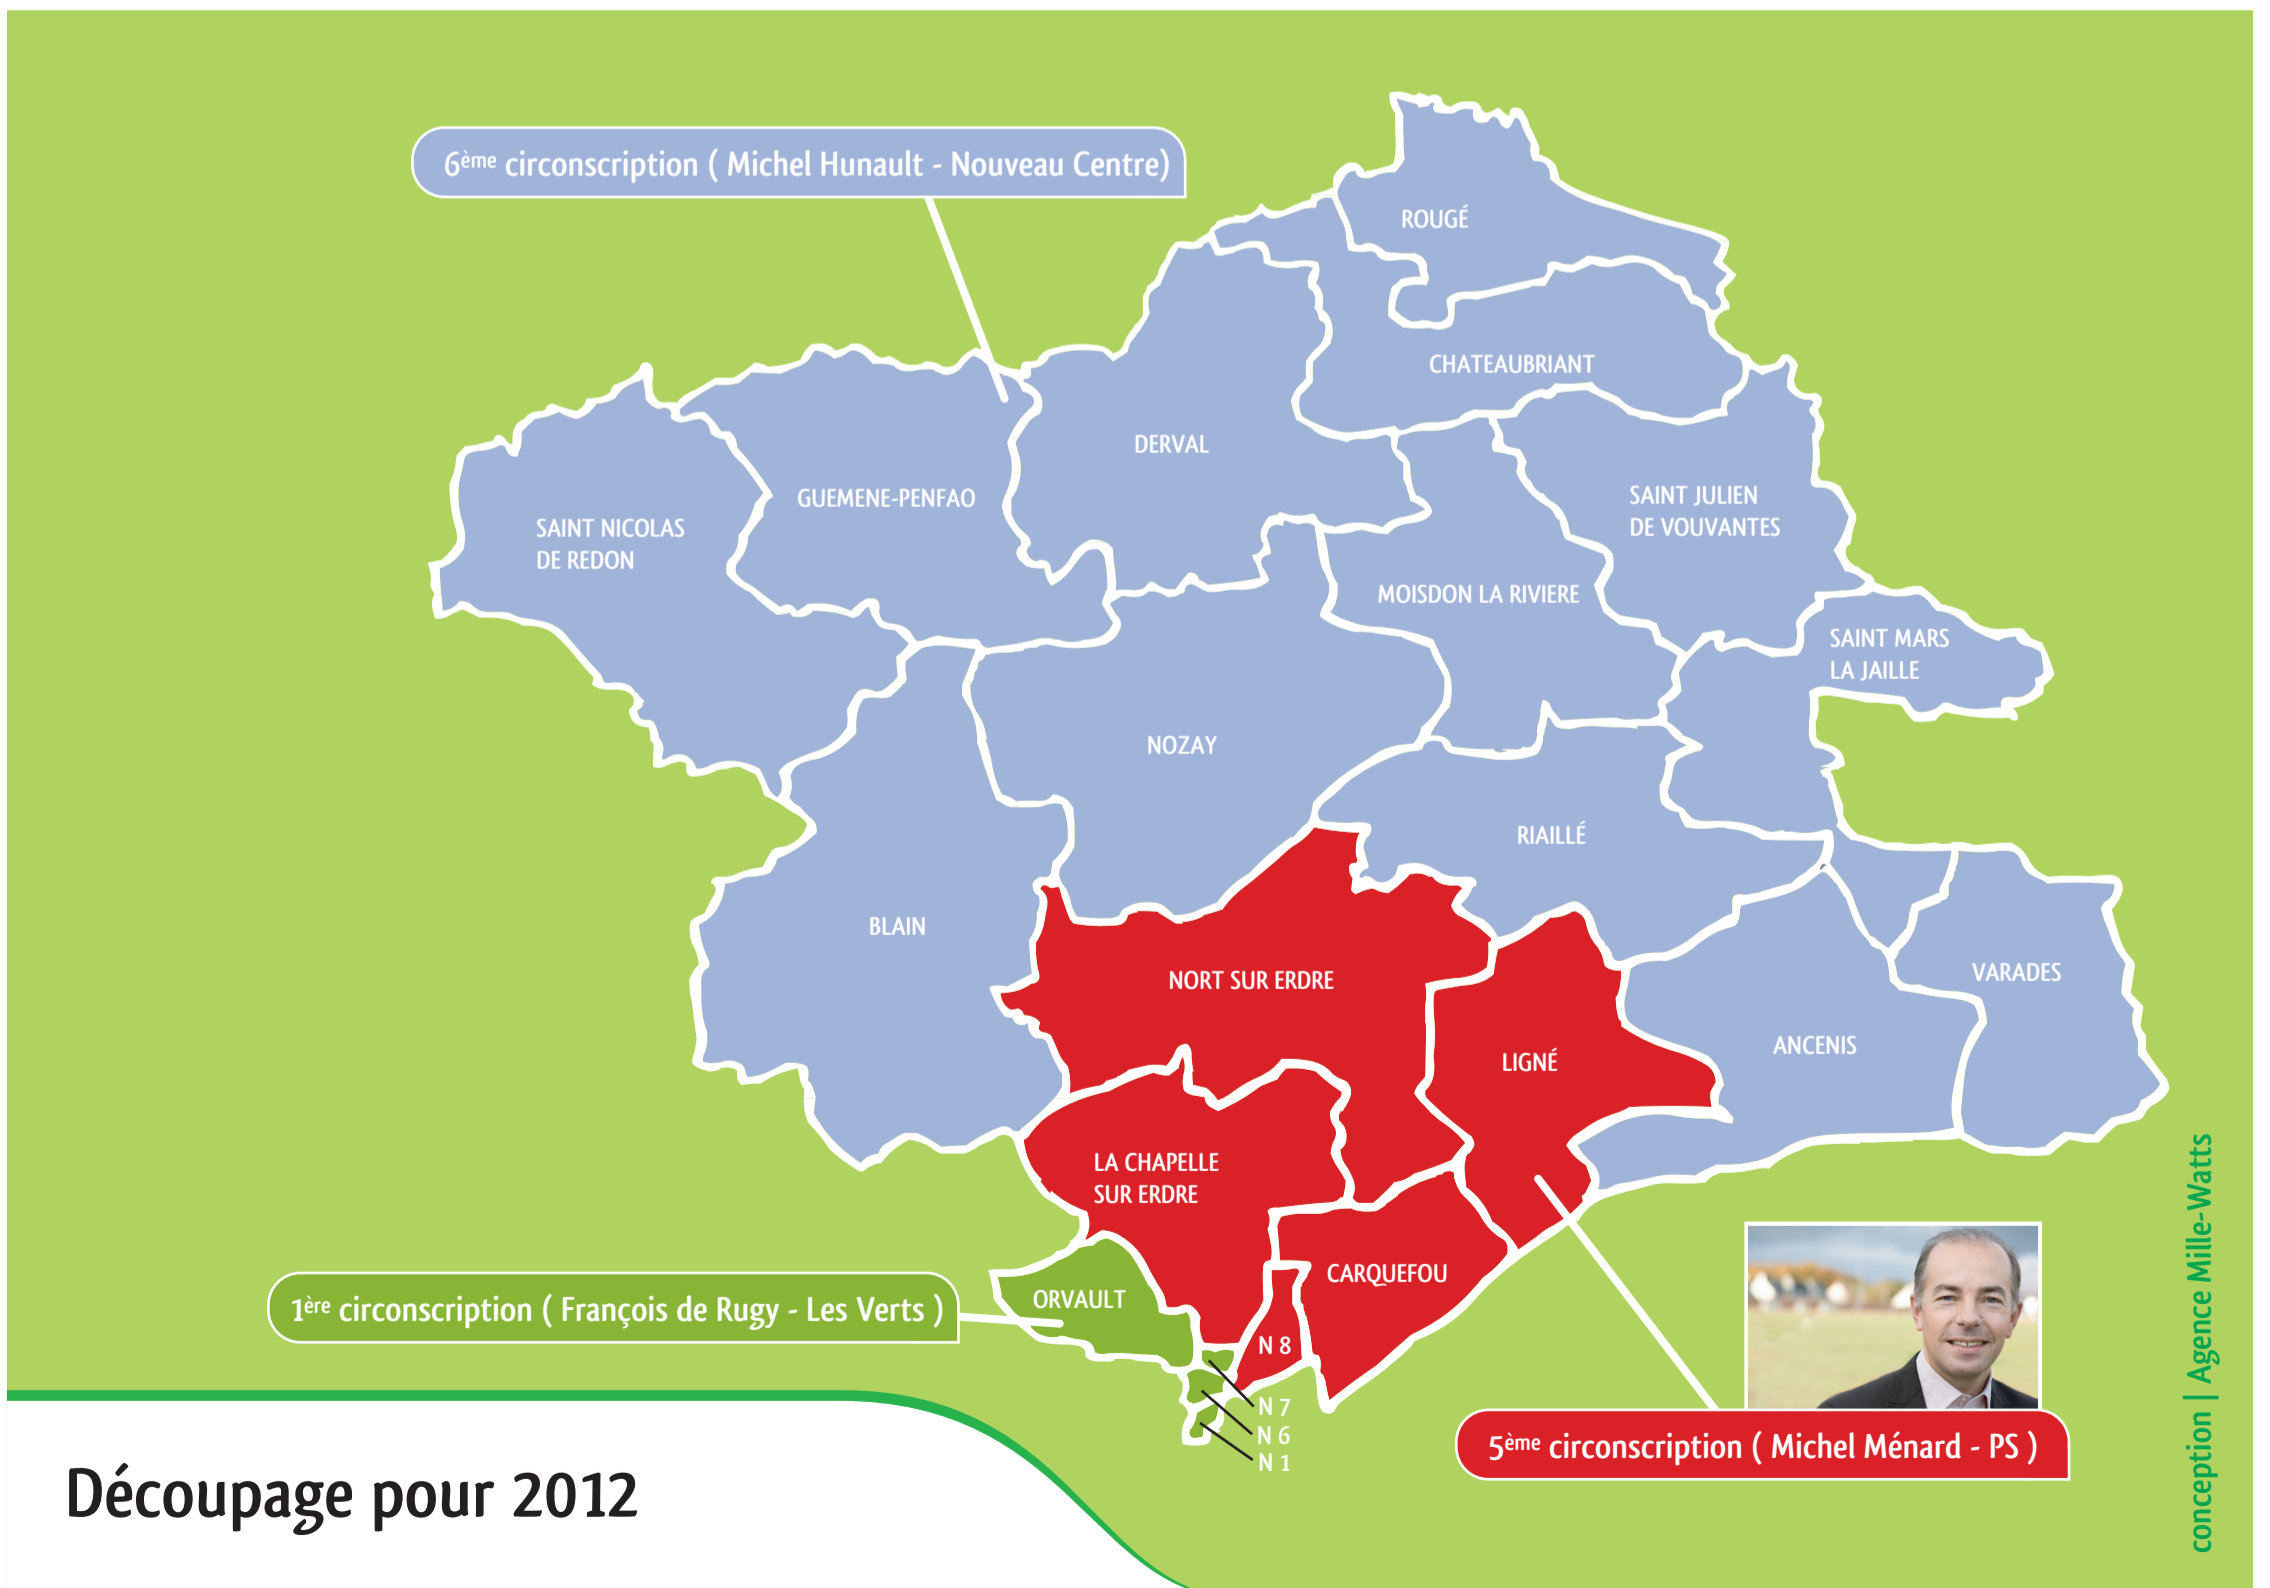 6ème circonscription ( Michel Hunault - Nouveau Centre)
ROUGÉ
CHATEAUBRIANT
DERVAL
GUEMENE-PENFAO
SAINT NICOLAS
DE REDON
SAINT JULIEN
DE VOUVANTES
MOISDON LA RIVIERE
SAINT MARS
LA JAILLE
NOZAY
RIAILLÉ
BLAIN
NORT SUR ERDRE
VARADES
LIGNÉ
ANCENIS
LA CHAPELLE
SUR ERDRE
CARQUEFOU
ORVAULT
1ère circonscription ( François de Rugy - Les Verts )
N 8
N 7
N 6
N 1
5ème circonscription ( Michel Ménard - PS )
Découpage pour 2012
conception | Agence Mille-Watts